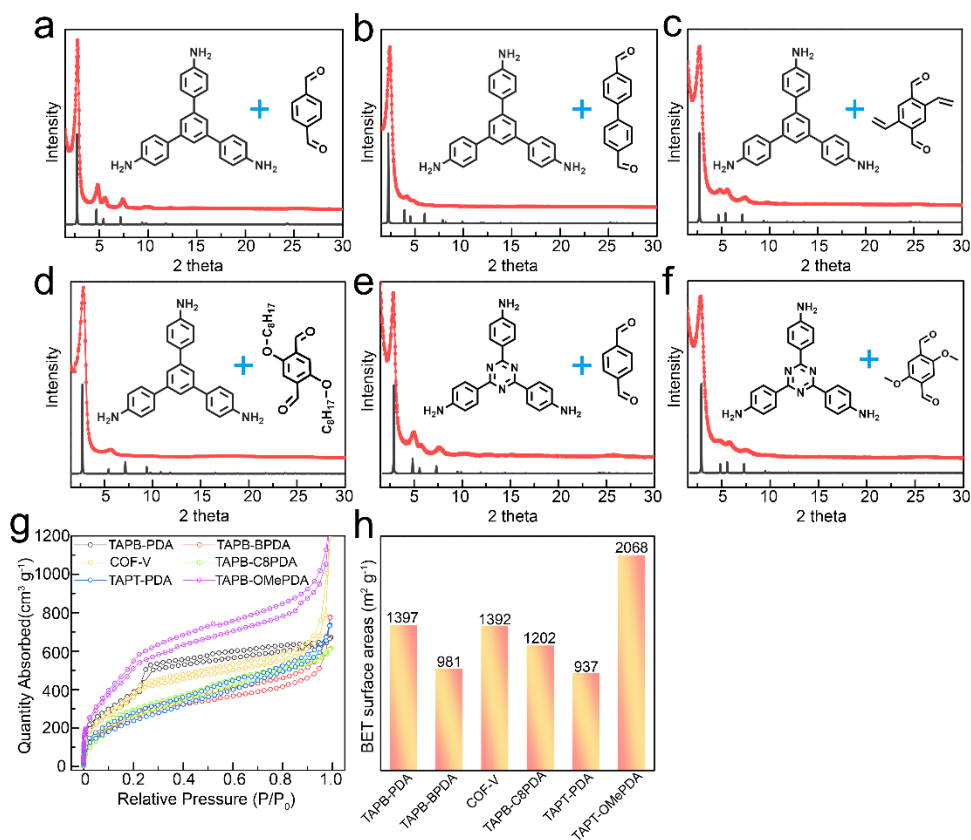 a
Intensity
NH₂
H₂N
NH₂
+
O
O
5 10 15 20 25 30
2 theta
b
Intensity
NH₂
H₂N
NH₂
+
O
O
5 10 15 20 25 30
2 theta
c
Intensity
NH₂
H₂N
NH₂
+
O
O
5 10 15 20 25 30
2 theta
d
Intensity
NH₂
H₂N
NH₂
+
O-C₈H₁₇
O
O
C₈H₁₇-O
5 10 15 20 25 30
2 theta
e
Intensity
NH₂
N N
N
H₂N
NH₂
+
O
O
5 10 15 20 25 30
2 theta
f
Intensity
NH₂
N N
N
H₂N
NH₂
+
O
O
O
O
5 10 15 20 25 30
2 theta
g
Quantity Absorbed(cm³ g⁻¹)
1200
1000
800
600
400
200
0
TAPB-PDA TAPB-BPDA
COF-V TAPB-C8PDA
TAPT-PDA TAPB-OMePDA
0 0.2 0.4 0.6 0.8 1.0
Relative Pressure (P/P₀)
h
BET surface areas (m² g⁻¹)
1397
981
1392
1202
937
2068
TAPB-PDA
TAPB-BPDA
COF-V
TAPB-C8PDA
TAPT-PDA
TAPT-OMePDA